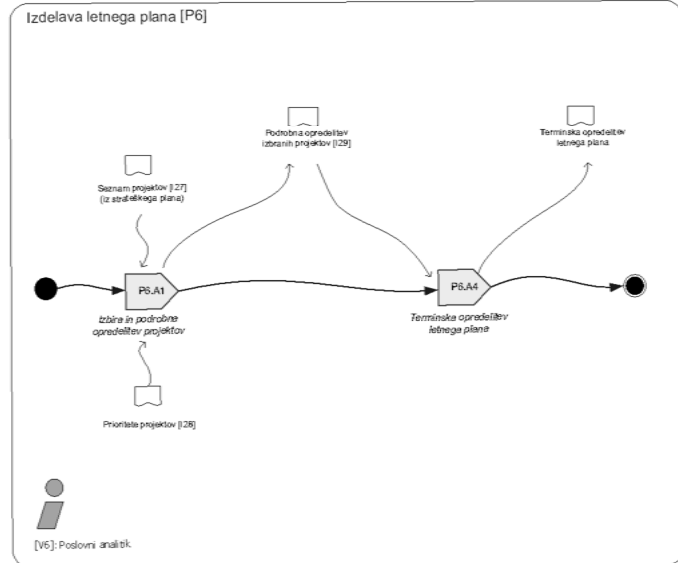 Izdelava letnega plana [P6]
Podrobna opredelitev
izbranih projektov [I29]
Terminska opredelitev
letnega plana
Seznam projektov [I27]
(iz strateškega plana)
P6.A1
Izbira in podrobna
opredelitev projektov
P6.A4
Terminska opredelitev
letnega plana
Prioritete projektov [I28]
[V6]: Poslovni analitik